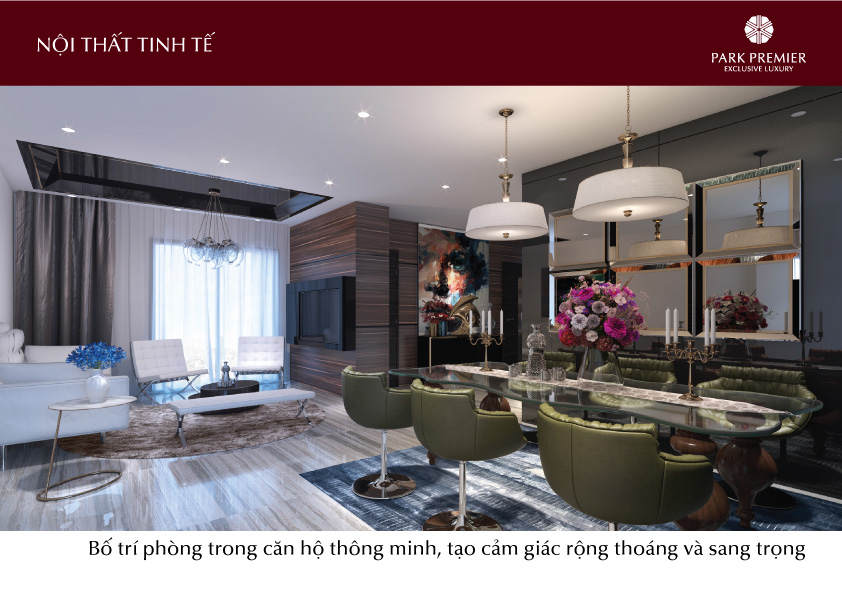 NỘI THẤT TINH TẾ
PARK PREMIER
EXCLUSIVE LUXURY
Bố trí phòng trong căn hộ thông minh, tạo cảm giác rộng thoáng và sang trọng